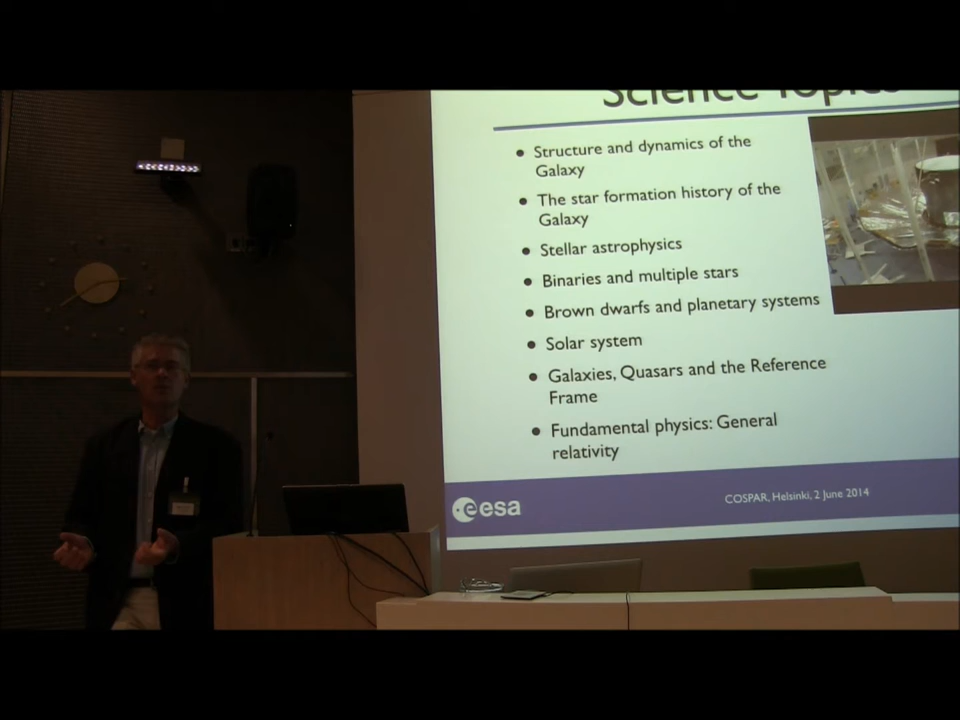 Science Topics
• Structure and dynamics of the
Galaxy
• The star formation history of the
Galaxy
• Stellar astrophysics
• Binaries and multiple stars
• Brown dwarfs and planetary systems
• Solar system
• Galaxies, Quasars and the Reference
Frame
• Fundamental physics: General
relativity
esa
COSPAR, Helsinki, 2 June 2014